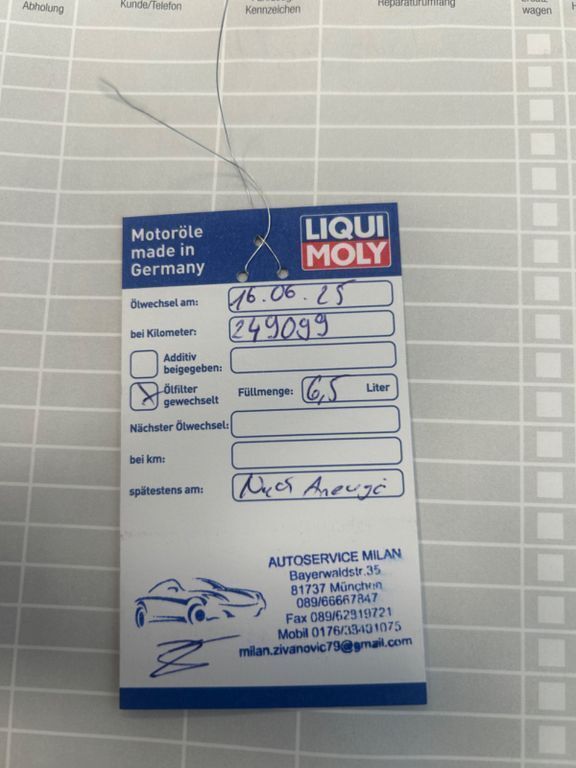 Abholung
Kunde/Telefon
Kennzeichen
Reparaturumfang
wagen
Motoröle
made in
Germany
LIQUI
MOLY
Ölwechsel am: 16.06.25
bei Kilometer: 249099
Additiv
beigegeben:
Ölfilter
gewechselt
Füllmenge: 6,5 Liter
Nächster Ölwechsel:
bei km:
spätestens am: Nach
AUTOSERVICE MILAN
Bayerwaldstr.35
81737 München
089/66667847
Fax 089/62919721
Mobil 0176/33401075
milan.zivanovic79@gmail.com